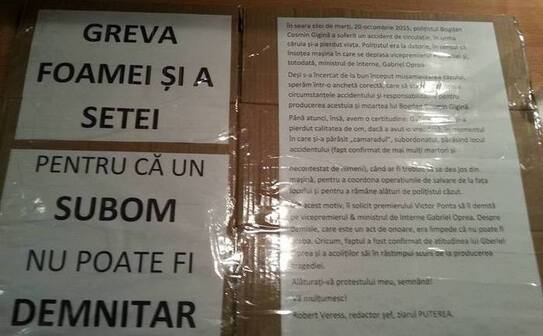 GREVA
FOAMEI ȘI A
SETEI
PENTRU CĂ UN
SUBOM
NU POATE FI
DEMNITAR
În seara zilei de marți, 20 octombrie 2015, polițistul Bogdan
Cosmin Gigină a suferit un accident de circulație, în urma
căruia și-a pierdut viața. Polițistul era la datorie, în sensul că
însoțea mașina în care se deplasa vicepremierul
totodată, ministrul de Interne, Gabriel Oprea.
Deși s-a încercat de la bun început mușamalizarea cazului,
sperăm într-o anchetă corectă, care să
circumstanțele accidentului și pentru
producerea acestuia și moartea lui Bogdan Cosmin Gigină.
Până atunci, însă, avem o certitudine: și-a
pierdut calitatea de om, dacă a avut-o vreodată, în momentul
în care și-a părăsit „camaradul”, subordonatul, părăsind locul
accidentului (fapt confirmat de mai mulți martori și
necontestat de nimeni), când ar fi trebuit să se dea jos din
mașină, pentru a coordona operațiunile de salvare de la fața
locului și pentru a rămâne alături de polițistul căzut.
acest motiv, îi solicit premierului Victor Ponta să îl demită
pe vicepremierul & ministrul de Interne Gabriel Oprea. Despre
demisie, care este un act de onoare, era limpede că nu poate fi
vorba. Oricum, faptul a fost confirmat de atitudinea lui Gberiel
Oprea și a acoliților săi în răstimpul scurs de la producerea
tragediei.
Alăturați-vă protestului meu, semnând!
Vă mulțumesc!
Robert Veress, redactor șef, ziarul PUTEREA.